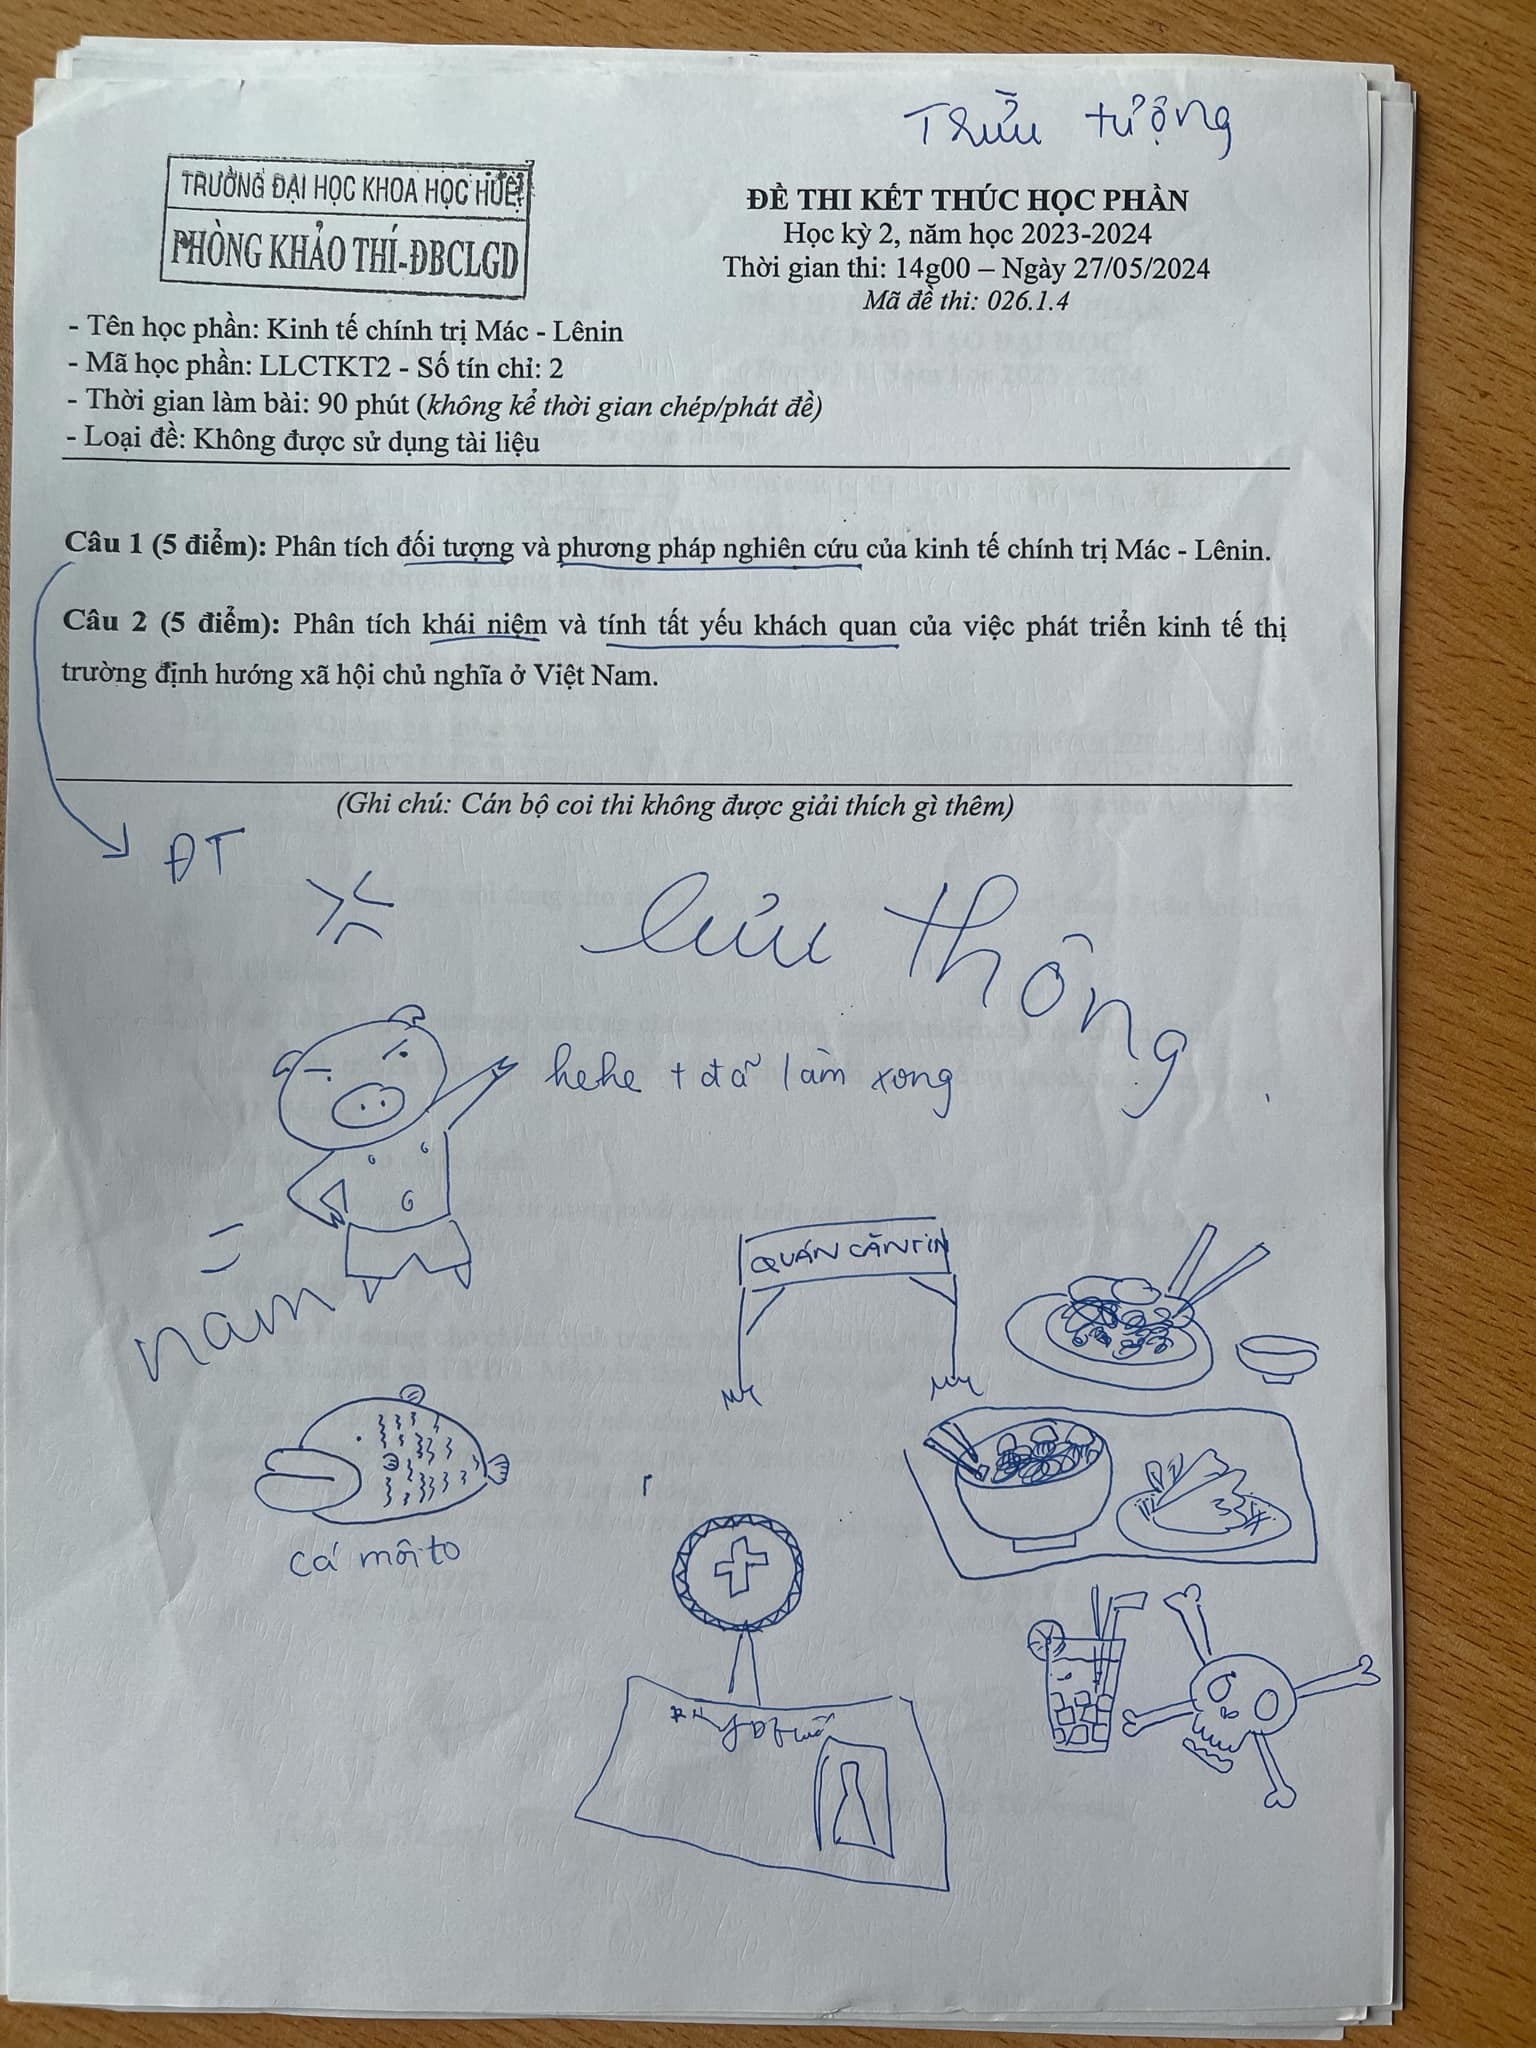 Trừu tượng
TRƯỜNG ĐẠI HỌC KHOA HỌC HUẾ
PHÒNG KHẢO THÍ-ĐBCLGD
ĐỀ THI KẾT THÚC HỌC PHẦN
Học kỳ 2, năm học 2023-2024
Thời gian thi: 14g00 – Ngày 27/05/2024
Mã đề thi: 026.1.4
- Tên học phần: Kinh tế chính trị Mác - Lênin
- Mã học phần: LLCTKT2 - Số tín chỉ: 2
- Thời gian làm bài: 90 phút (không kể thời gian chép/phát đề)
- Loại đề: Không được sử dụng tài liệu
Câu 1 (5 điểm): Phân tích đối tượng và phương pháp nghiên cứu của kinh tế chính trị Mác - Lênin.
Câu 2 (5 điểm): Phân tích khái niệm và tính tất yếu khách quan của việc phát triển kinh tế thị
trường định hướng xã hội chủ nghĩa ở Việt Nam.
(Ghi chú: Cán bộ coi thi không được giải thích gì thêm)
ĐT
lưu thông
hehe + đã làm xong
năm
QUÁN CĂNTIN
cá môi to